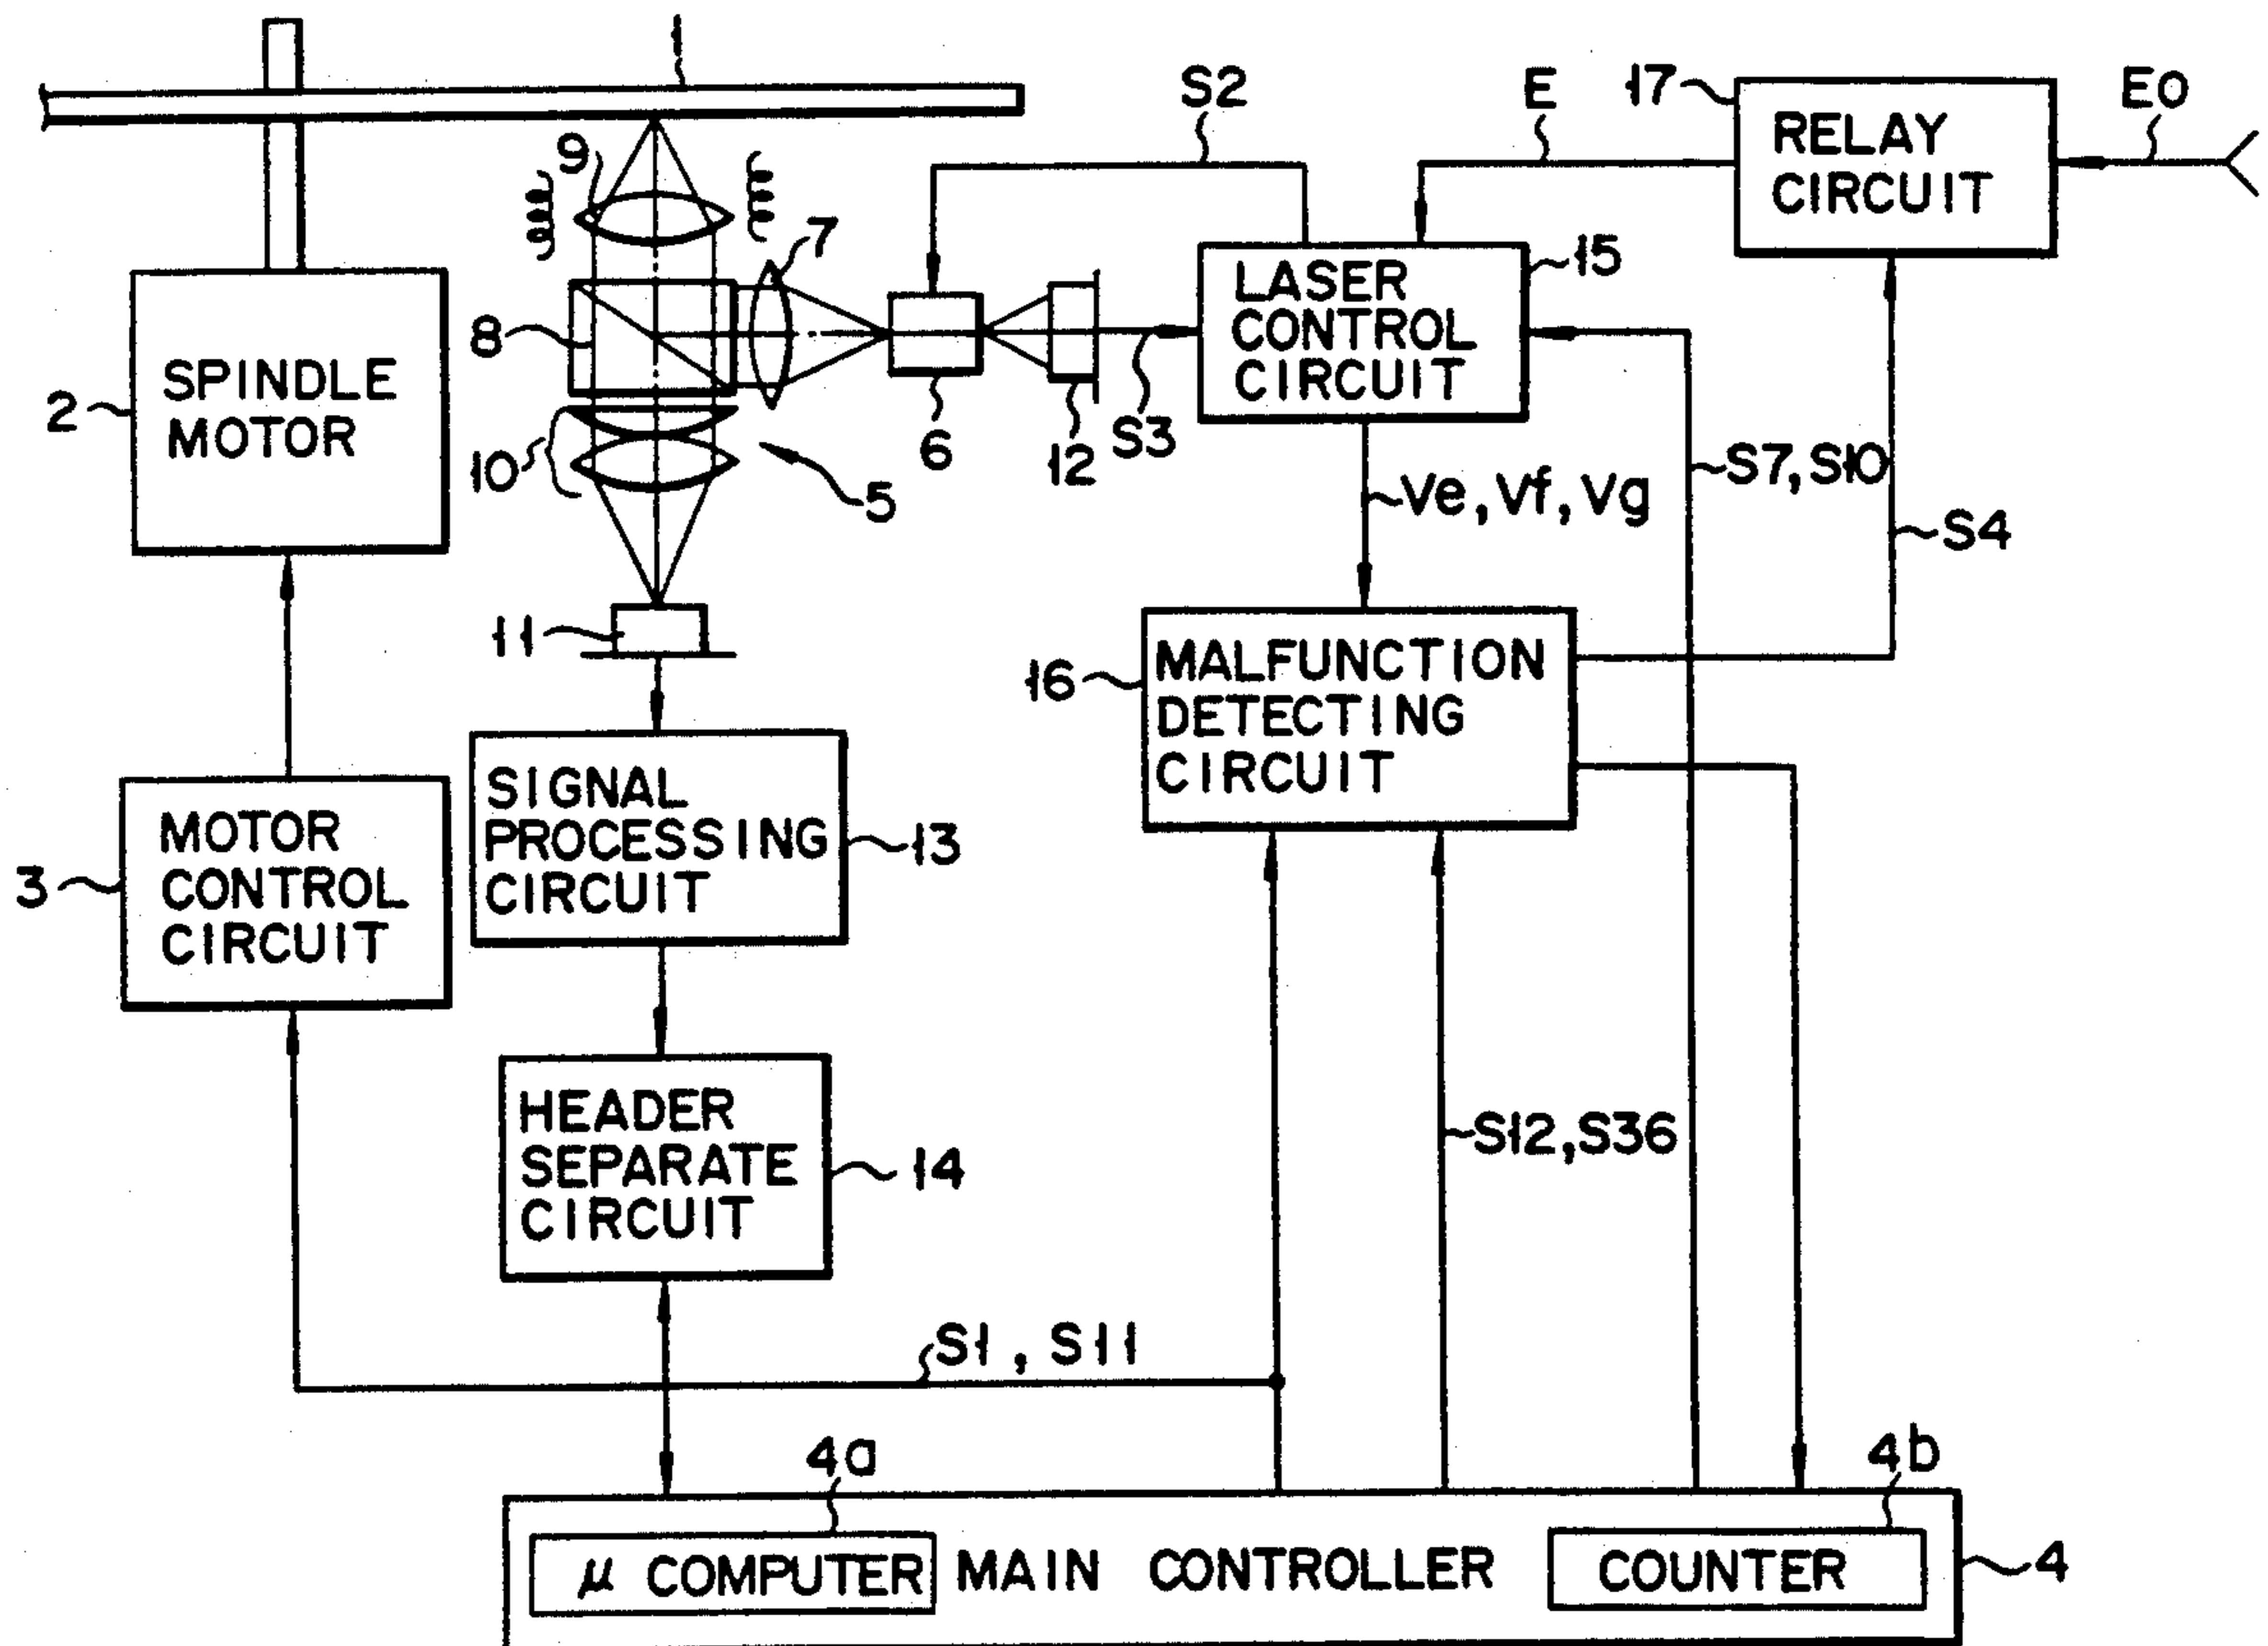 1
S2
E
17
RELAY
CIRCUIT
E0
9
7
8
LASER
CONTROL
CIRCUIT
15
2
SPINDLE
MOTOR
10
5
6
12
S3
Ve, Vf, Vg
S7, S10
S4
11
16
MALFUNCTION
DETECTING
CIRCUIT
3
MOTOR
CONTROL
CIRCUIT
SIGNAL
PROCESSING
CIRCUIT
13
HEADER
SEPARATE
CIRCUIT
14
S12, S36
S1, S11
4a
4b
μ COMPUTER
MAIN CONTROLLER
COUNTER
4